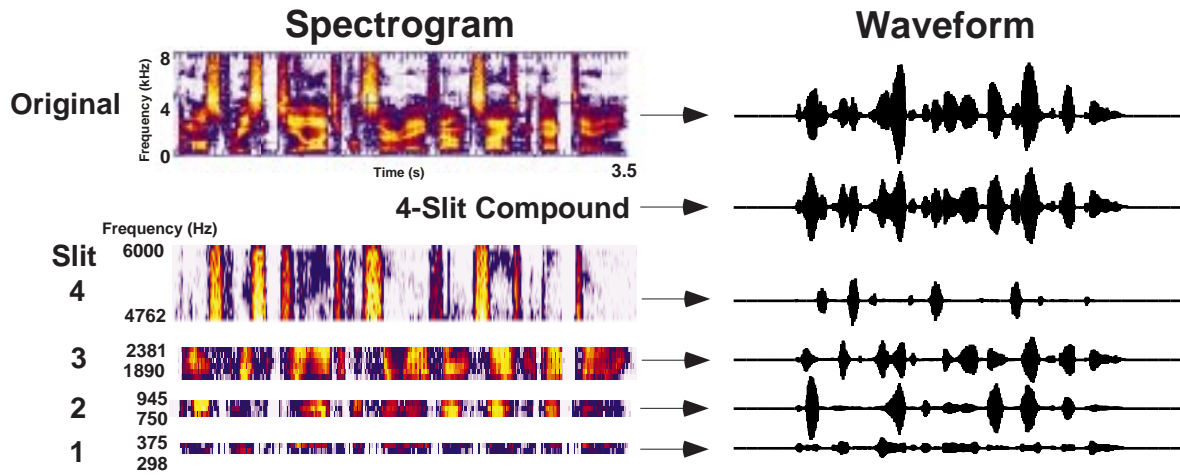 Spectrogram
Waveform
Original
Frequency (kHz)
8
4
0
Time (s)
3.5
4-Slit Compound
Frequency (Hz)
Slit
4
6000
4762
3
2381
1890
2
945
750
1
375
298